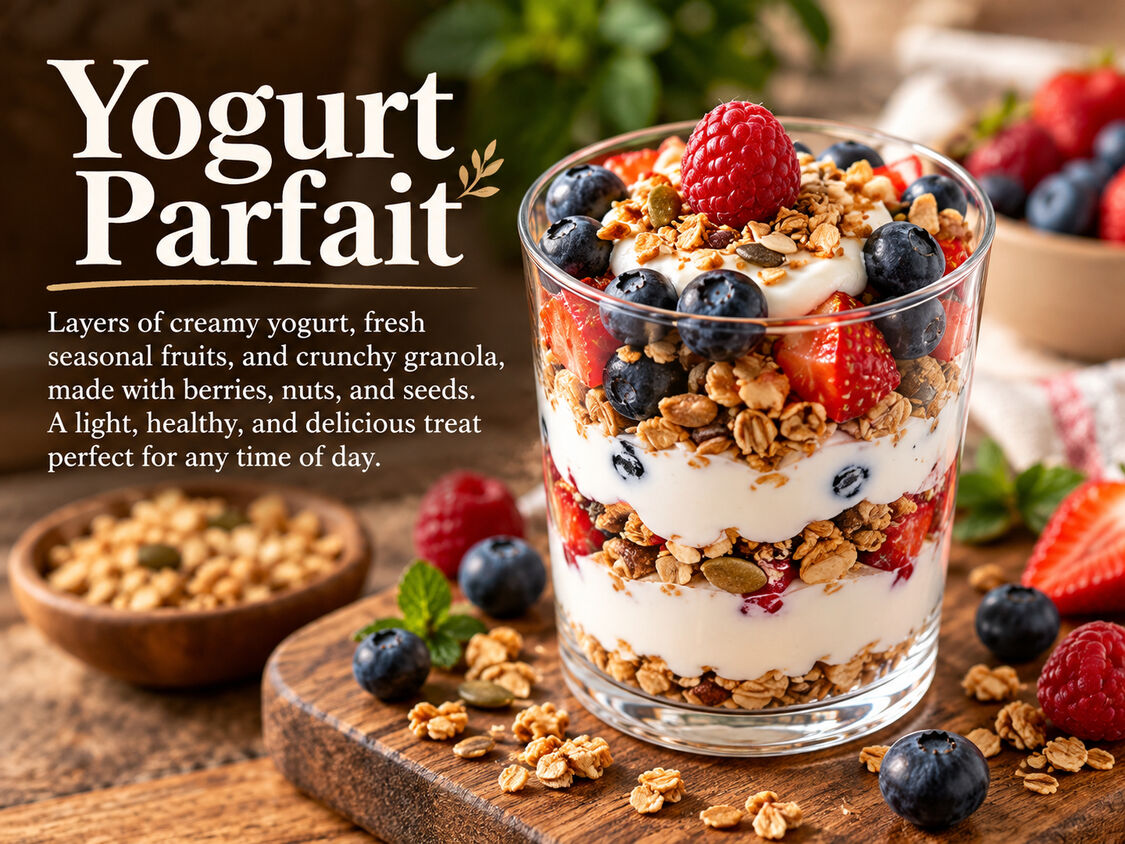 Yogurt
Parfait
Layers of creamy yogurt, fresh
seasonal fruits, and crunchy granola,
made with berries, nuts, and seeds.
A light, healthy, and delicious treat
perfect for any time of day.